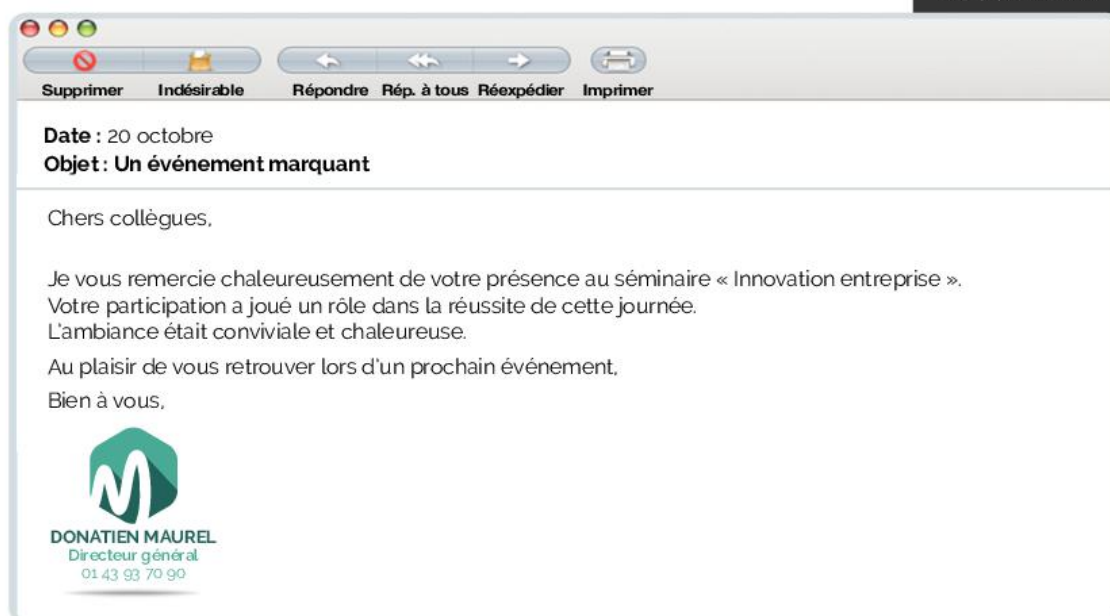 Supprimer Indésirable Répondre Rép. à tous Réexpédier Imprimer
Date : 20 octobre
Objet : Un événement marquant
Chers collègues,
Je vous remercie chaleureusement de votre présence au séminaire « Innovation entreprise ».
Votre participation a joué un rôle dans la réussite de cette journée.
L'ambiance était conviviale et chaleureuse.
Au plaisir de vous retrouver lors d'un prochain événement,
Bien à vous,
M
DONATIEN MAUREL
Directeur général
01 43 93 70 90